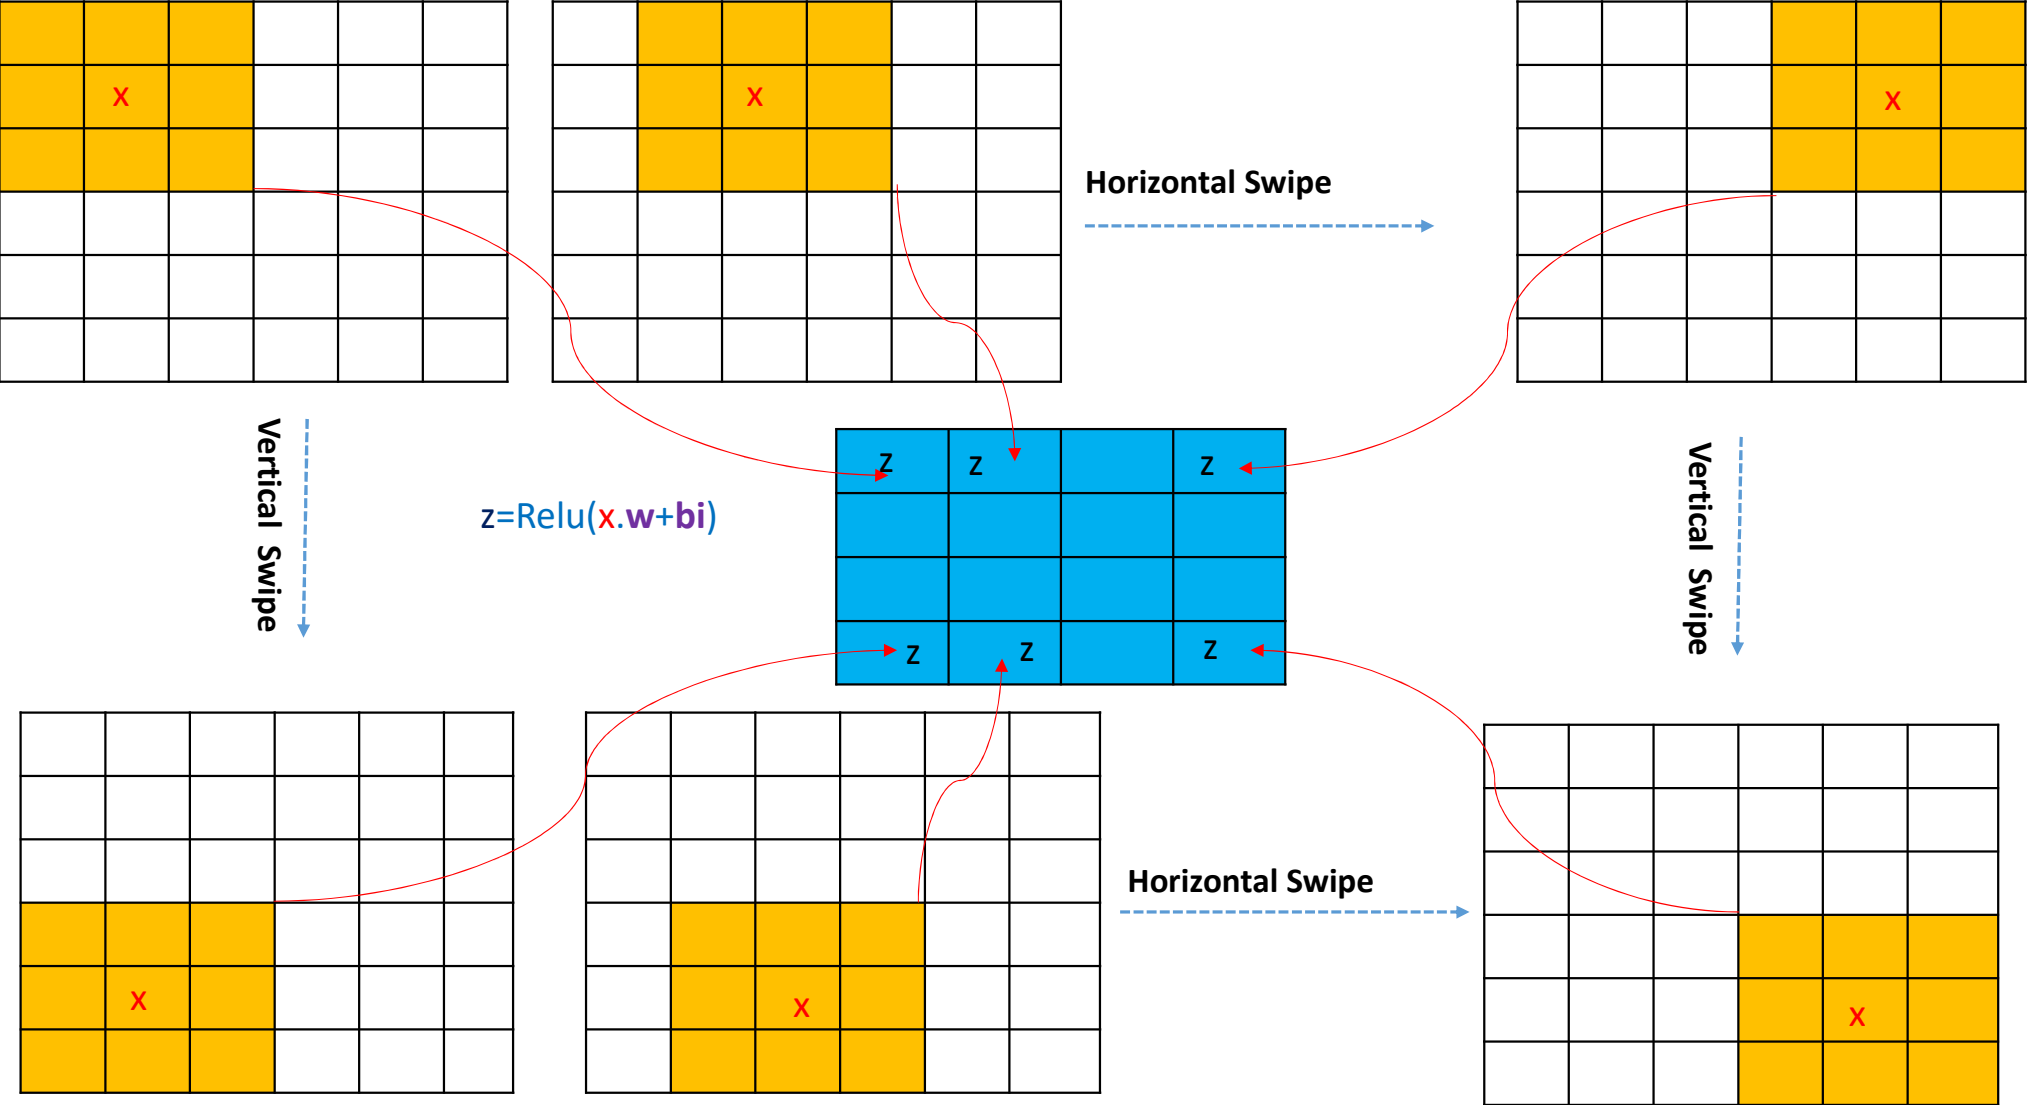 x
x
x
Horizontal Swipe
Vertical Swipe
Vertical Swipe
z
z
z
z=Relu(x.w+bi)
z
z
z
Horizontal Swipe
x
x
x